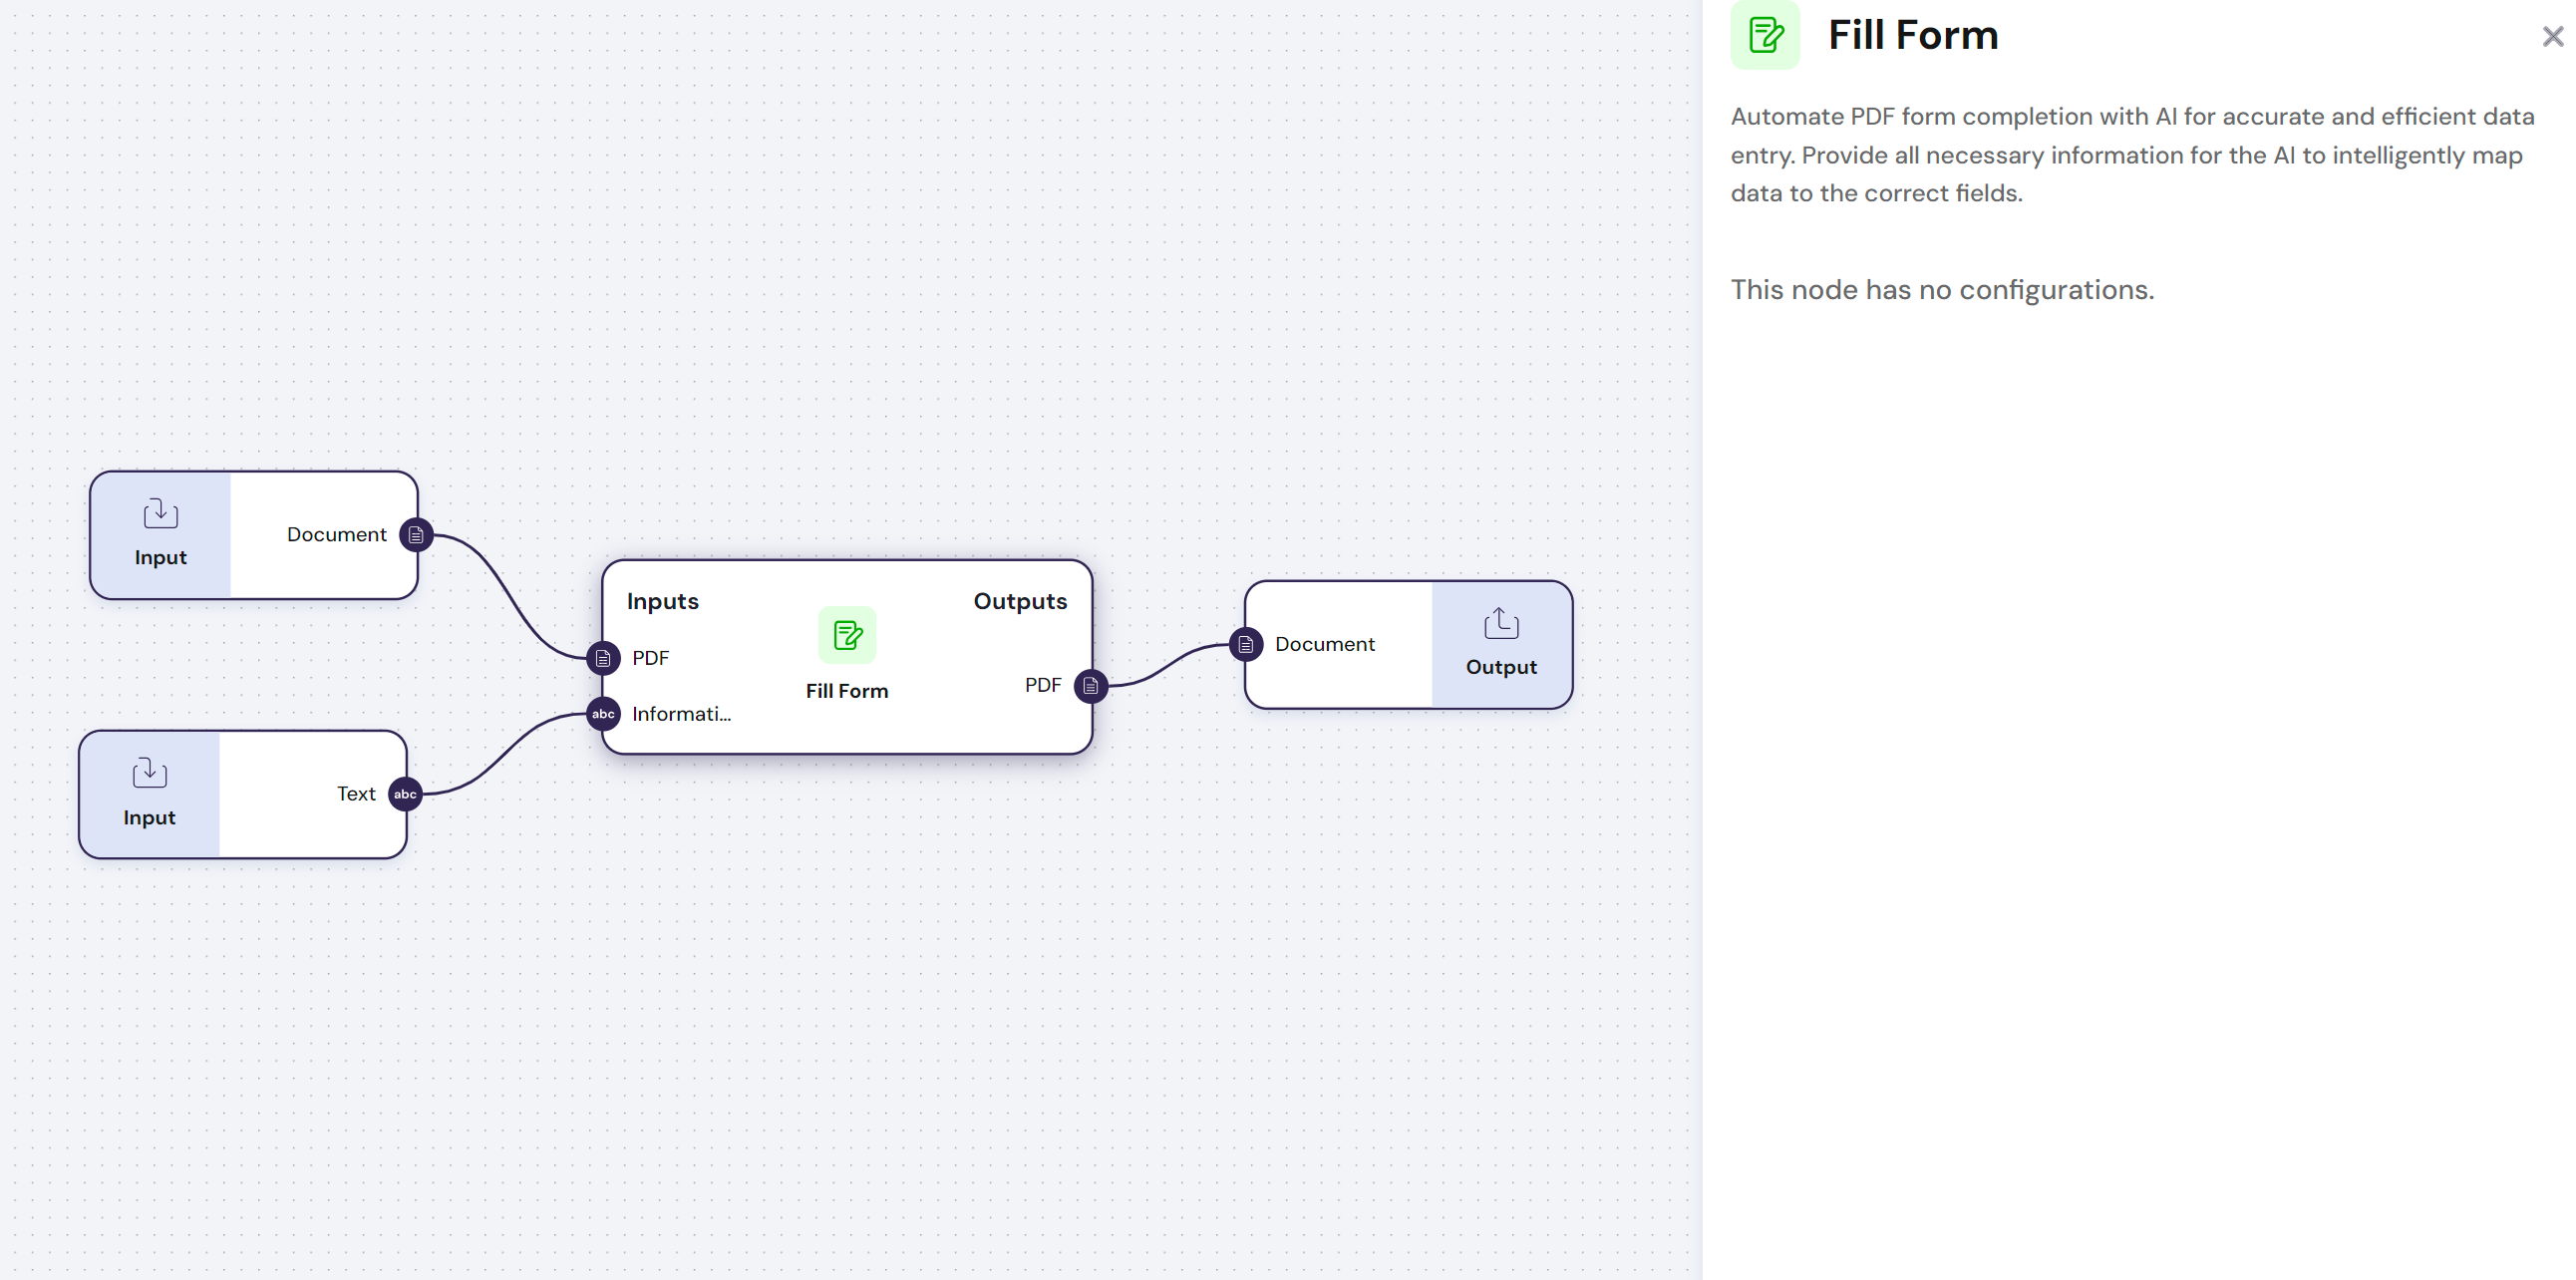 Fill Form
Automate PDF form completion with AI for accurate and efficient data
entry. Provide all necessary information for the AI to intelligently map
data to the correct fields.
This node has no configurations.
Document
Input
Inputs
Outputs
PDF
Informati...
abc
Fill Form
PDF
Document
Output
Text
abc
Input